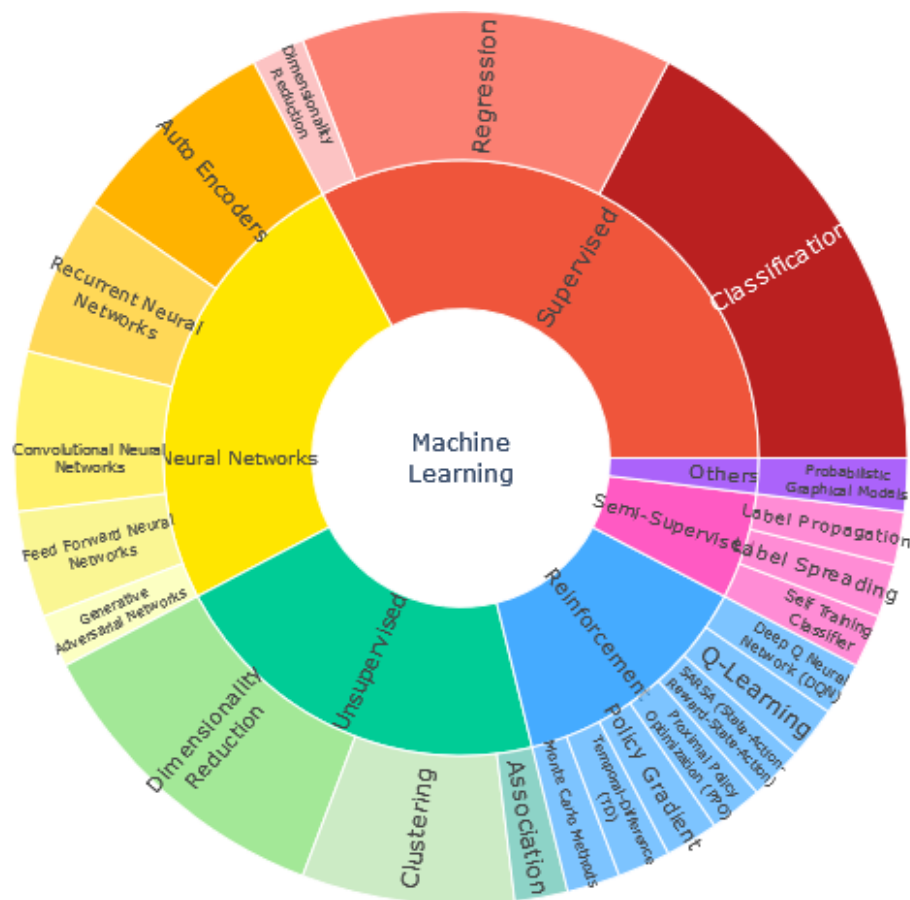 Machine
Learning
Supervised
Classification
Regression
Dimensionality
Reduction
Neural Networks
Auto Encoders
Recurrent Neural
Networks
Convolutional Neural
Networks
Feed Forward Neural
Networks
Generative
Adversarial Networks
Unsupervised
Dimensionality
Reduction
Clustering
Association
Reinforcement
Monte Carlo Methods
Temporal-Difference
(TD)
Policy Gradient
Proximal Policy
Optimization (PPO)
SARSA (State-Action-
Reward-State-Action)
Q-Learning
Deep Q Neural
Network (DQN)
Semi-Supervised
Self Training
Classifier
Label Spreading
Label Propagation
Others
Probabilistic
Graphical Models